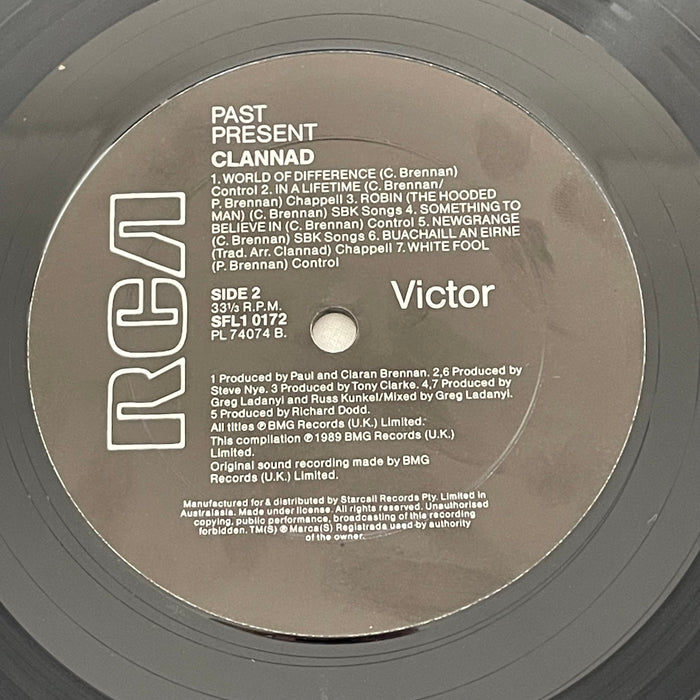 PAST
PRESENT
CLANNAD
1. WORLD OF DIFFERENCE (C. Brennan)
Control 2. IN A LIFETIME (C. Brennan/
P. Brennan) Chappell 3. ROBIN (THE HOODED
MAN) (C. Brennan) SBK Songs 4. SOMETHING TO
BELIEVE IN (C. Brennan) Control 5. NEWGRANGE
(C. Brennan) SBK Songs 6. BUACHAILL AN EIRNE
(Trad. Arr. Clannad) Chappell 7. WHITE FOOL
(P. Brennan) Control
RCA
SIDE 2
33⅓ R.P.M.
SFL1 0172
PL 74074 B.
Victor
1 Produced by Paul and Ciaran Brennan. 2,6 Produced by
Steve Nye. 3 Produced by Tony Clarke. 4,7 Produced by
Greg Ladanyi and Russ Kunkel/Mixed by Greg Ladanyi.
5 Produced by Richard Dodd.
All titles ℗ BMG Records (U.K.) Limited.
This compilation ℗ 1989 BMG Records (U.K.)
Limited.
Original sound recording made by BMG
Records (U.K.) Limited.
Manufactured for & distributed by Starcall Records Pty. Limited in
Australasia. Made under license. All rights reserved. Unauthorised
copying, public performance, broadcasting of this recording
forbidden. TM(S) ® Marca(S) Registrada used by authority
of the owner.